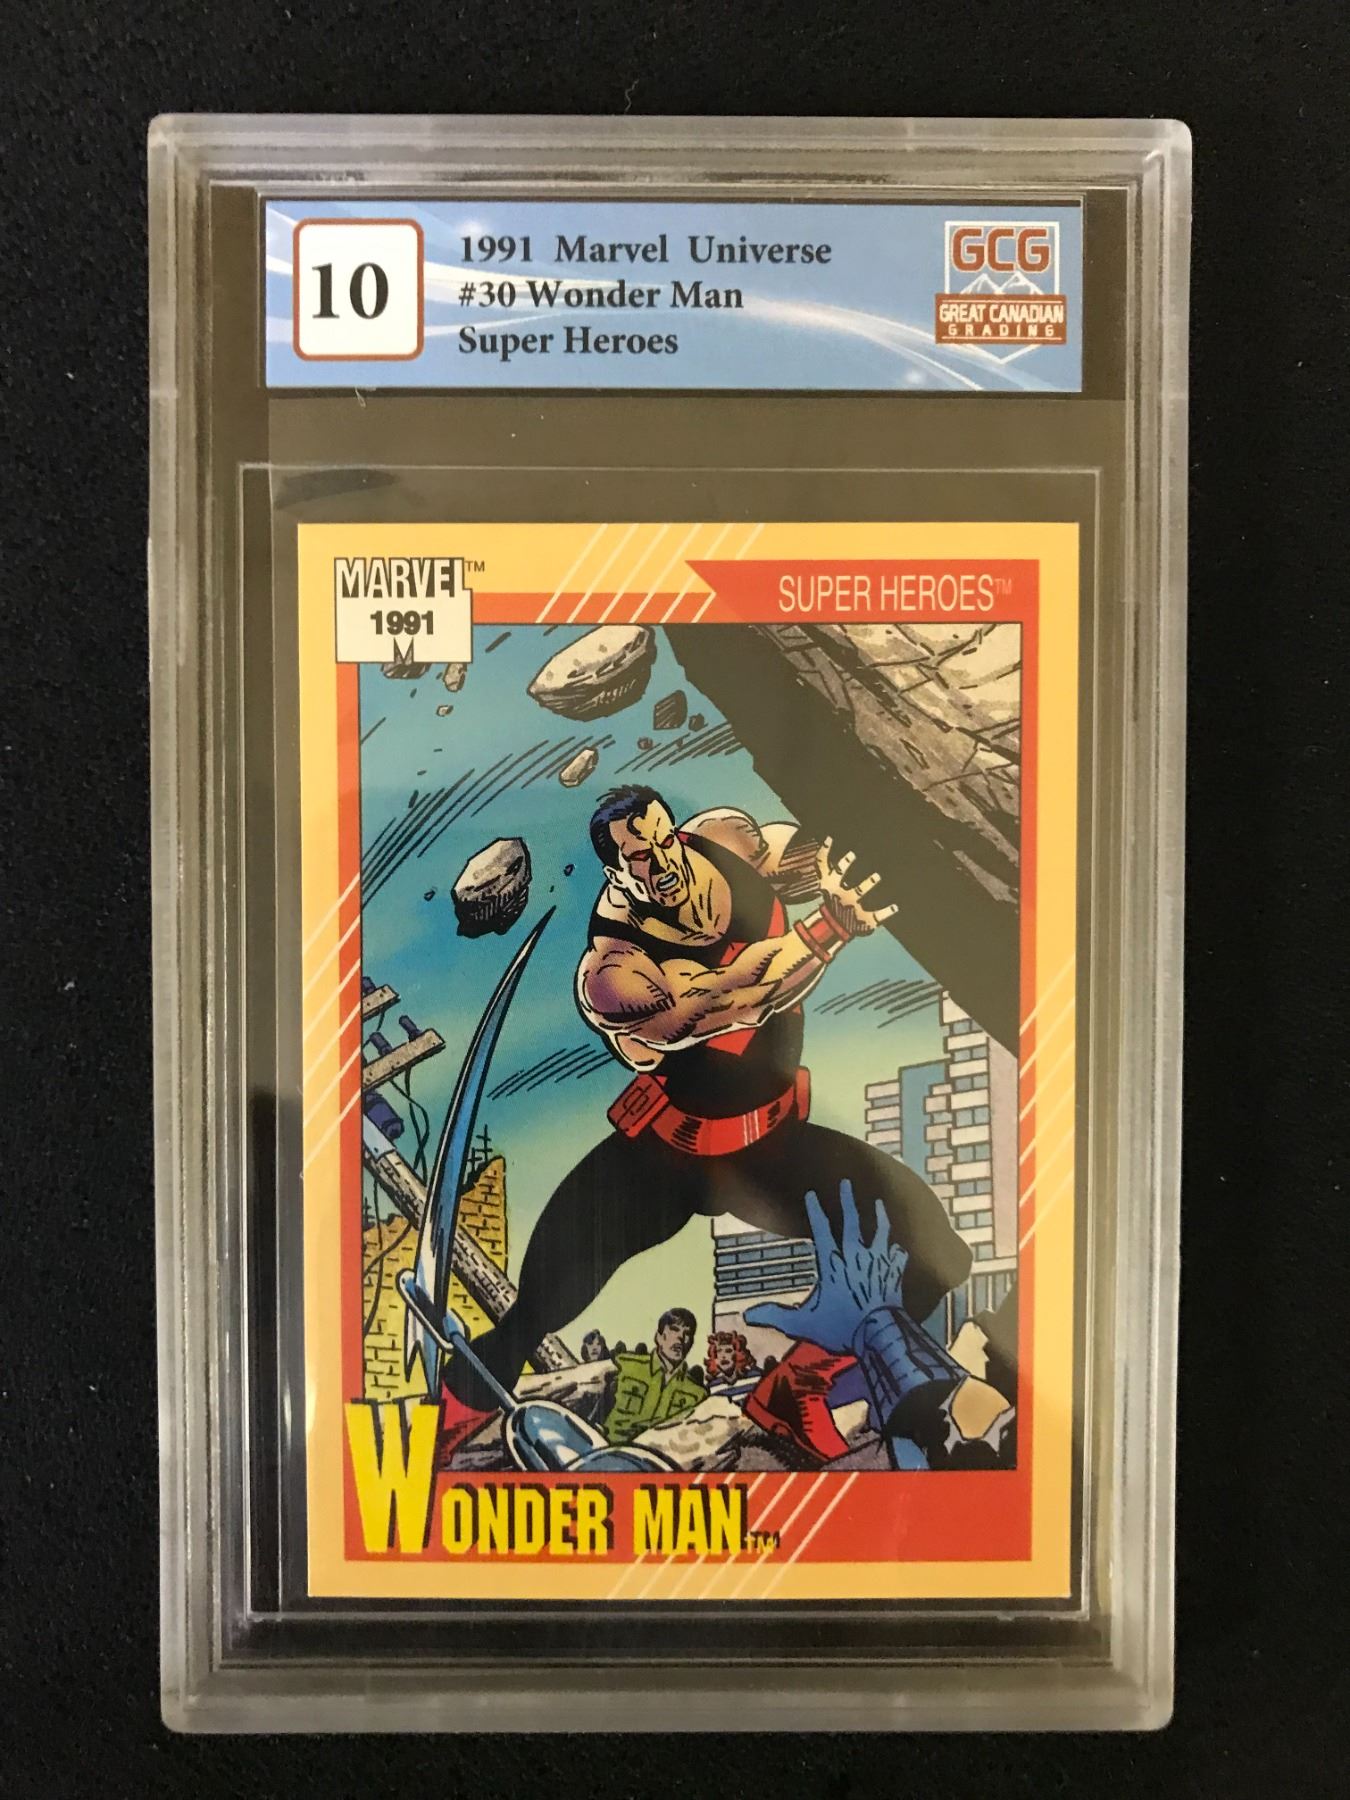 10
1991 Marvel Universe
#30 Wonder Man
Super Heroes
GCG
GREAT CANADIAN
GRADING
MARVEL™
1991
M
SUPER HEROES™
WONDER MAN™